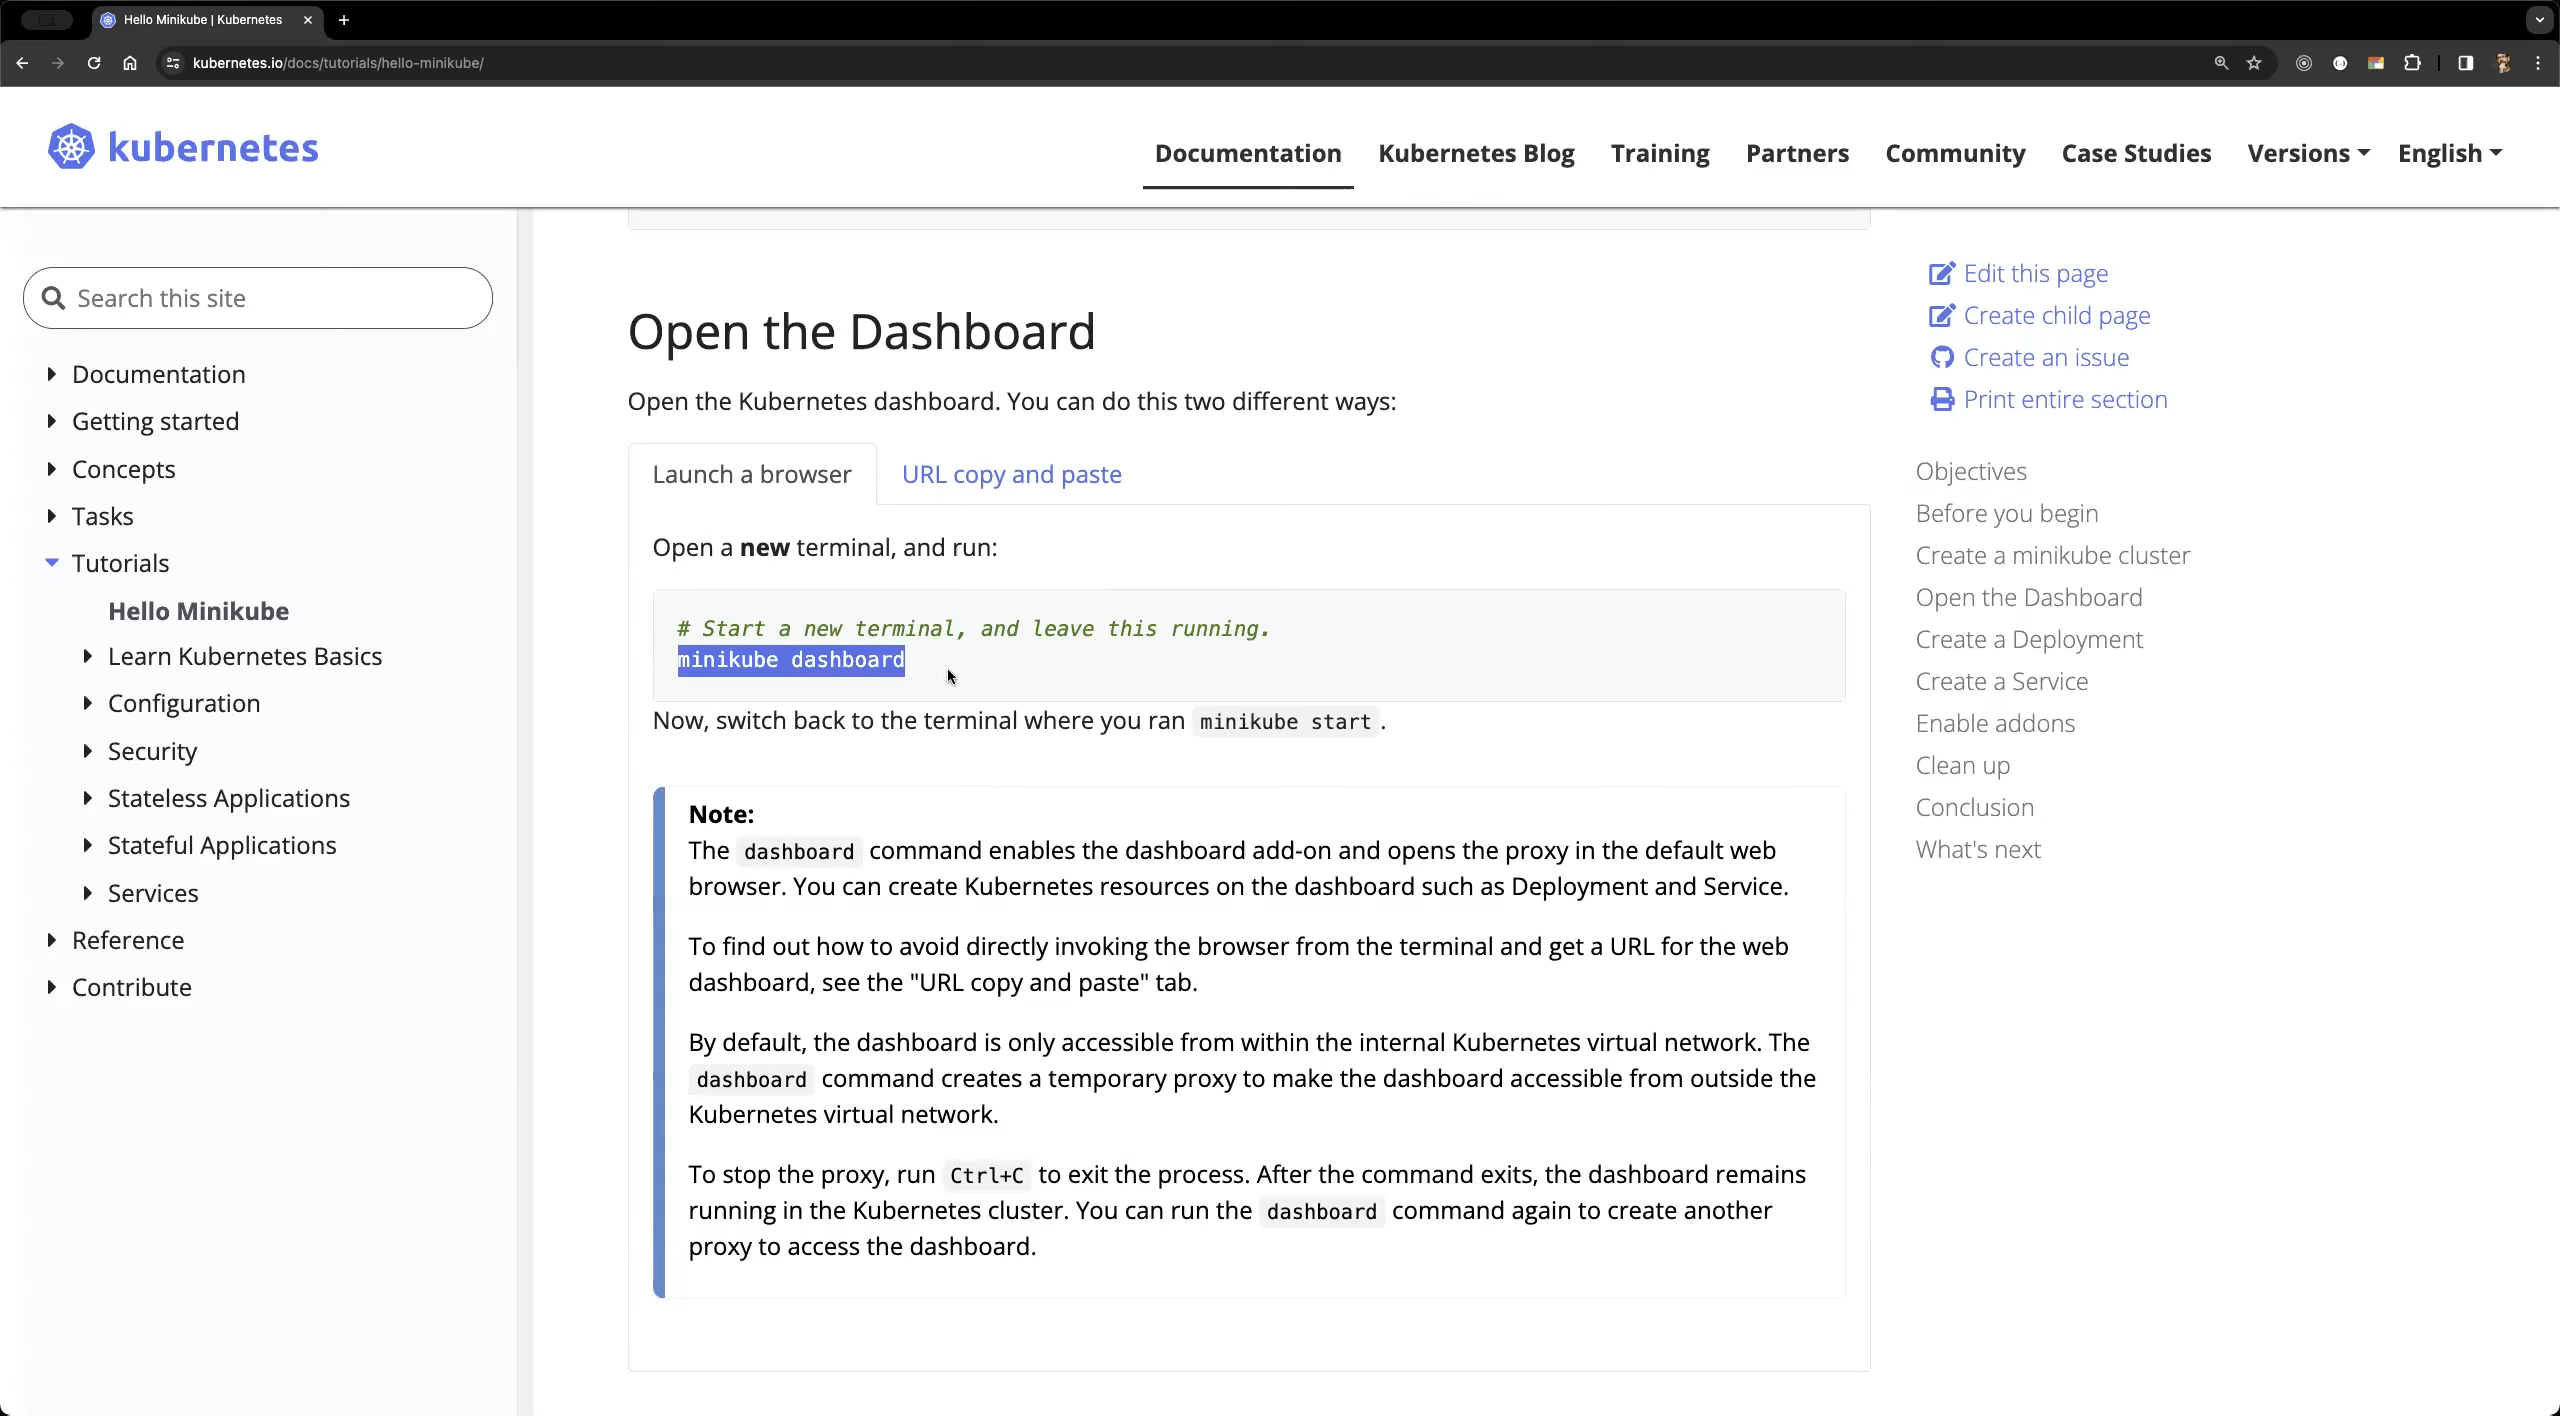 Hello Minikube | Kubernetes
kubernetes.io/docs/tutorials/hello-minikube/
kubernetes
Documentation
Kubernetes Blog
Training
Partners
Community
Case Studies
Versions
English
Search this site
Documentation
Getting started
Concepts
Tasks
Tutorials
Hello Minikube
Learn Kubernetes Basics
Configuration
Security
Stateless Applications
Stateful Applications
Services
Reference
Contribute
Open the Dashboard
Open the Kubernetes dashboard. You can do this two different ways:
Launch a browser
URL copy and paste
Open a new terminal, and run:
# Start a new terminal, and leave this running.
minikube dashboard
Now, switch back to the terminal where you ran minikube start.
Note:
The dashboard command enables the dashboard add-on and opens the proxy in the default web
browser. You can create Kubernetes resources on the dashboard such as Deployment and Service.
To find out how to avoid directly invoking the browser from the terminal and get a URL for the web
dashboard, see the "URL copy and paste" tab.
By default, the dashboard is only accessible from within the internal Kubernetes virtual network. The
dashboard command creates a temporary proxy to make the dashboard accessible from outside the
Kubernetes virtual network.
To stop the proxy, run Ctrl+C to exit the process. After the command exits, the dashboard remains
running in the Kubernetes cluster. You can run the dashboard command again to create another
proxy to access the dashboard.
Edit this page
Create child page
Create an issue
Print entire section
Objectives
Before you begin
Create a minikube cluster
Open the Dashboard
Create a Deployment
Create a Service
Enable addons
Clean up
Conclusion
What's next